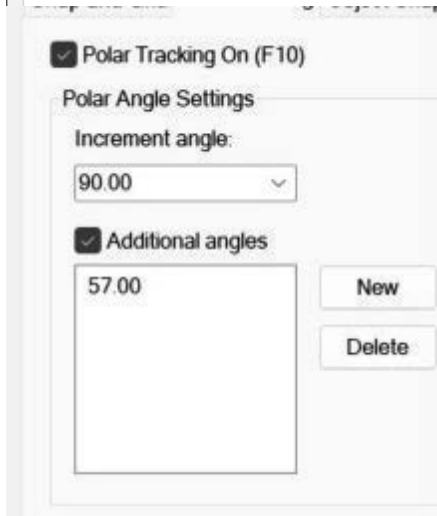 Polar Tracking On (F10)
Polar Angle Settings
Increment angle:
90.00
Additional angles
57.00
New
Delete